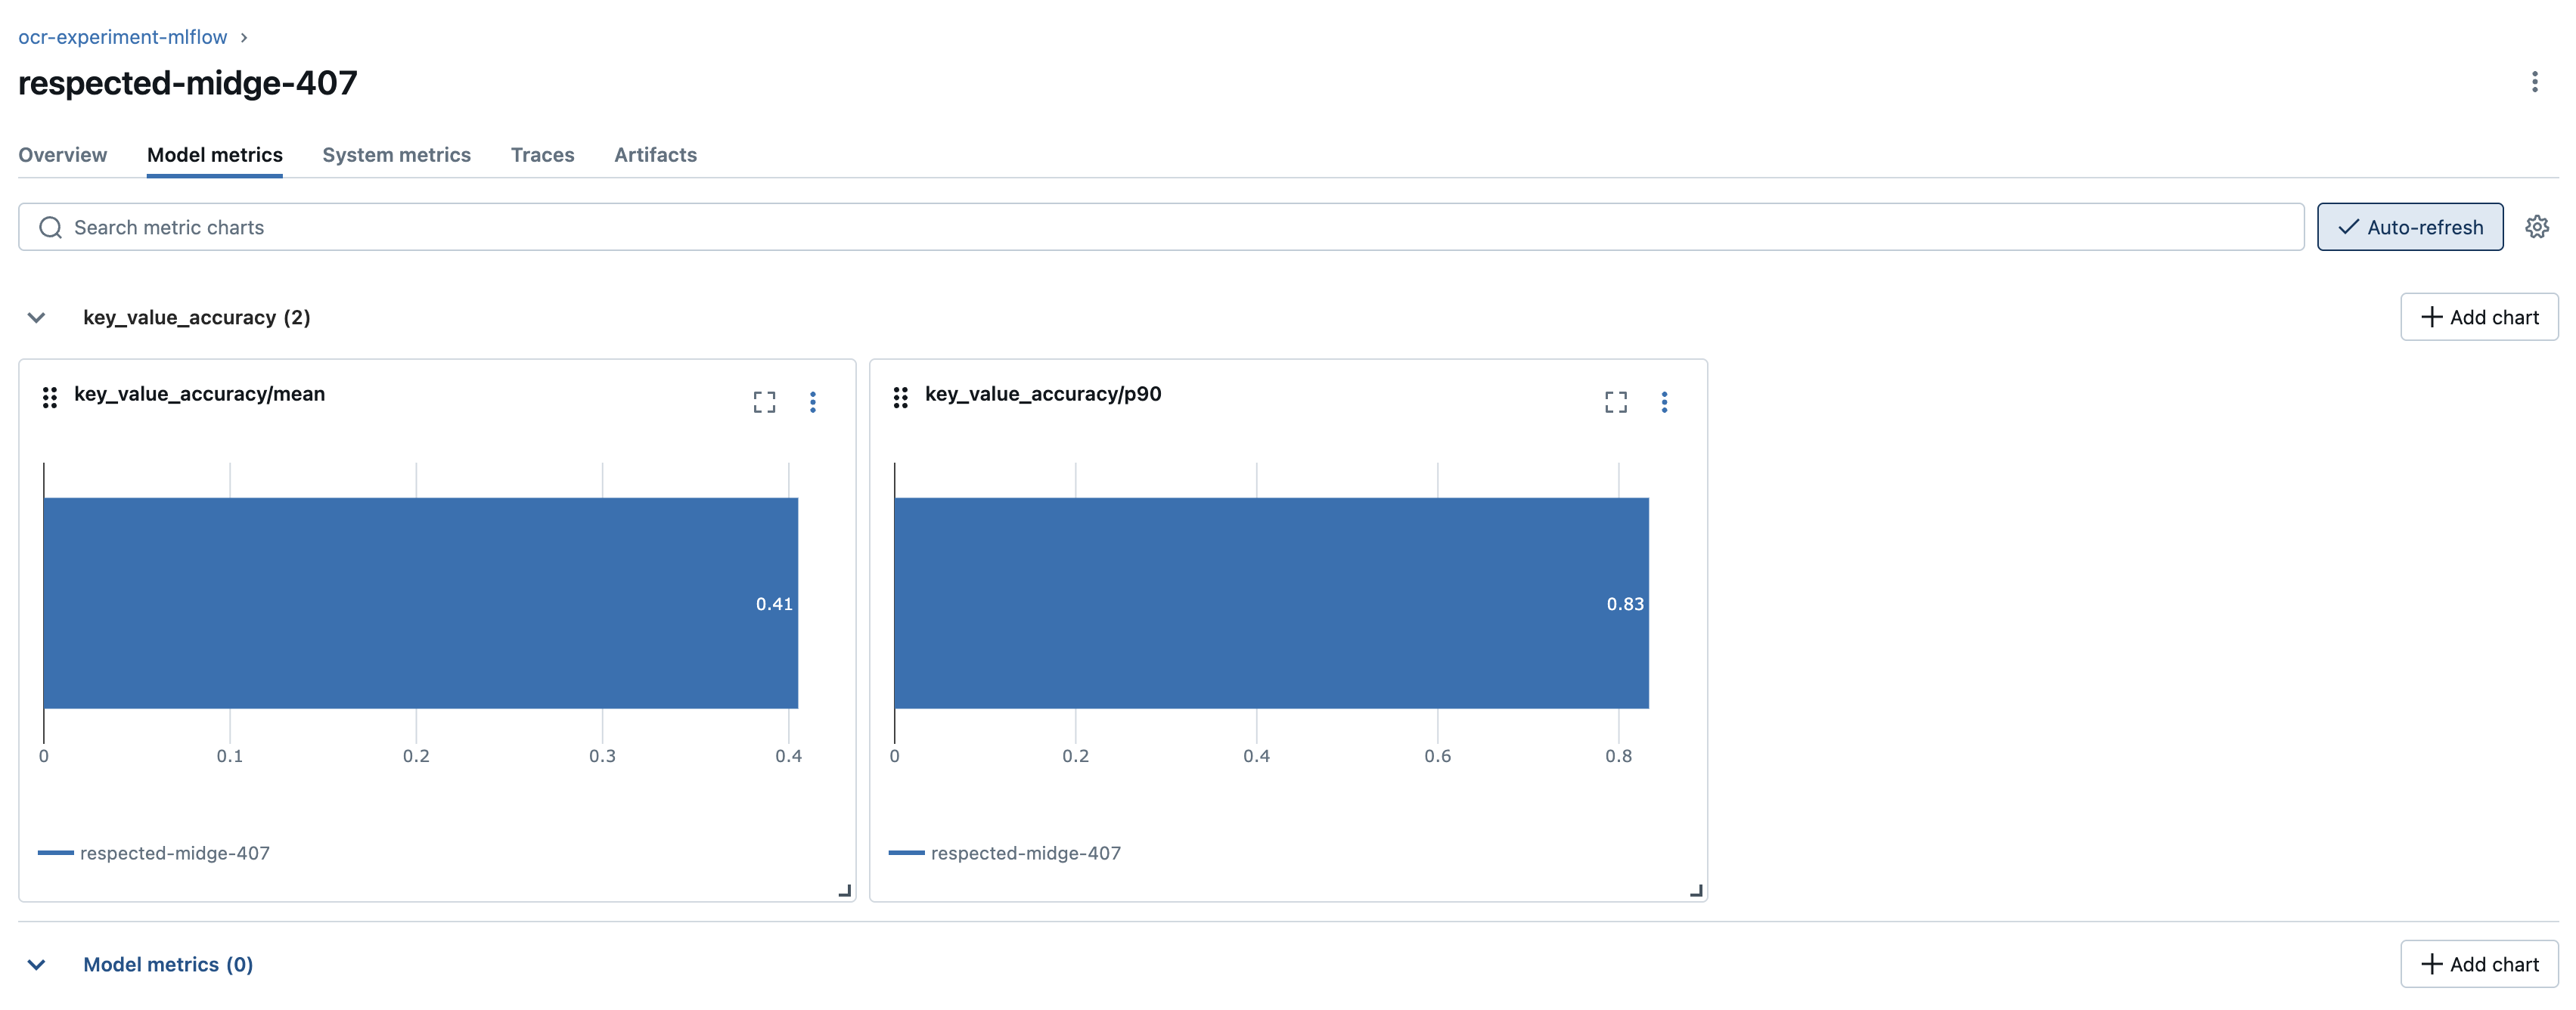 ocr-experiment-mlflow
respected-midge-407
Overview Model metrics System metrics Traces Artifacts
Search metric charts Auto-refresh
key_value_accuracy (2) Add chart
key_value_accuracy/mean
0.41
0 0.1 0.2 0.3 0.4
respected-midge-407
key_value_accuracy/p90
0.83
0 0.2 0.4 0.6 0.8
respected-midge-407
Model metrics (0) Add chart